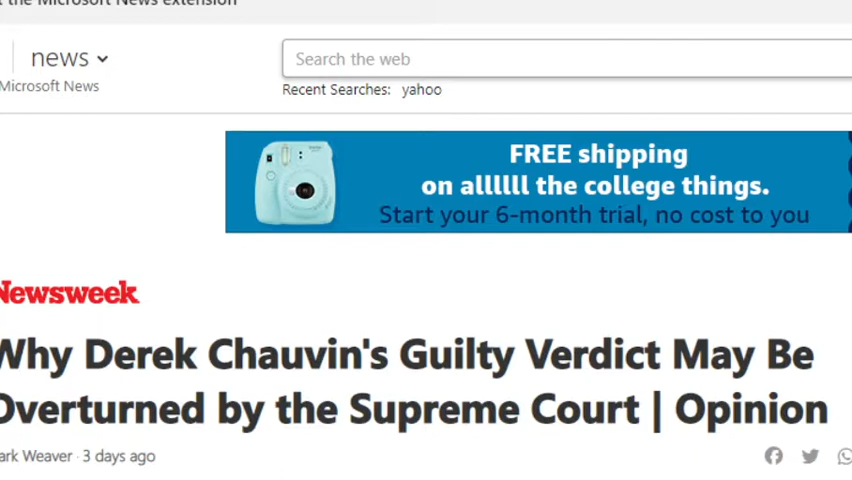 the Microsoft News extension
news
Microsoft News
Search the web
Recent Searches: yahoo
FREE shipping
on allllll the college things.
Start your 6-month trial, no cost to you
Newsweek
Why Derek Chauvin's Guilty Verdict May Be
Overturned by the Supreme Court | Opinion
ark Weaver · 3 days ago